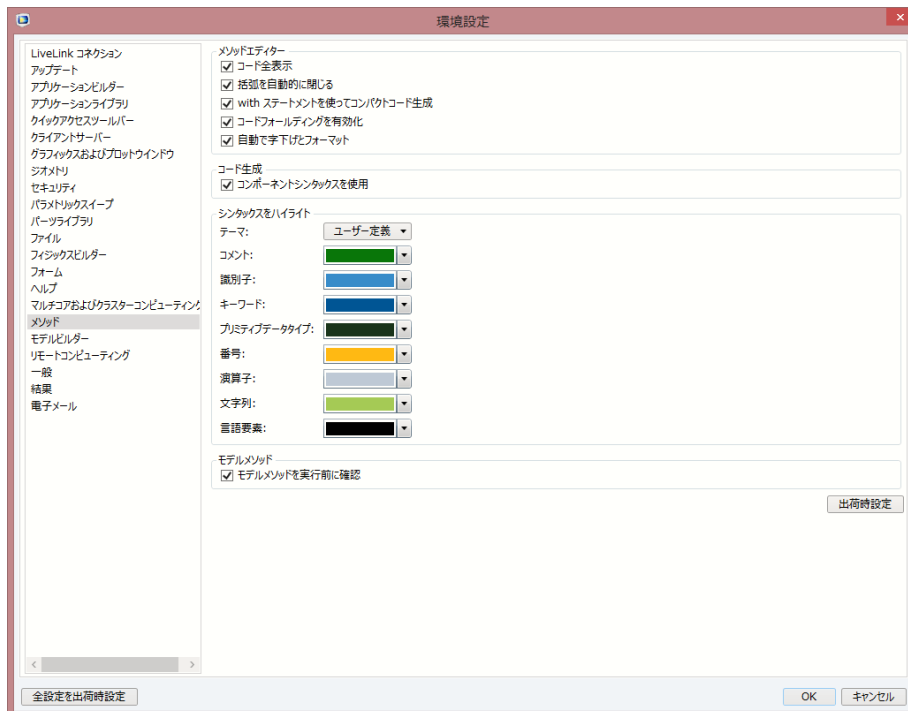 環境設定
LiveLink コネクション
アップデート
アプリケーションビルダー
アプリケーションライブラリ
クイックアクセスツールバー
クライアントサーバー
グラフィックスおよびプロットウインドウ
ジオメトリ
セキュリティ
パラメトリックスイープ
パーツライブラリ
ファイル
フィジックスビルダー
フォーム
ヘルプ
マルチコアおよびクラスターコンピューティング
メソッド
モデルビルダー
リモートコンピューティング
一般
結果
電子メール
メソッドエディター
コード全表示
括弧を自動的に閉じる
with ステートメントを使ってコンパクトコード生成
コードフォールディングを有効化
自動で字下げとフォーマット
コード生成
コンポーネントシンタックスを使用
シンタックスをハイライト
テーマ: ユーザー定義
コメント:
識別子:
キーワード:
プリミティブデータタイプ:
番号:
演算子:
文字列:
言語要素:
モデルメソッド
モデルメソッドを実行前に確認
出荷時設定
全設定を出荷時設定
OK キャンセル